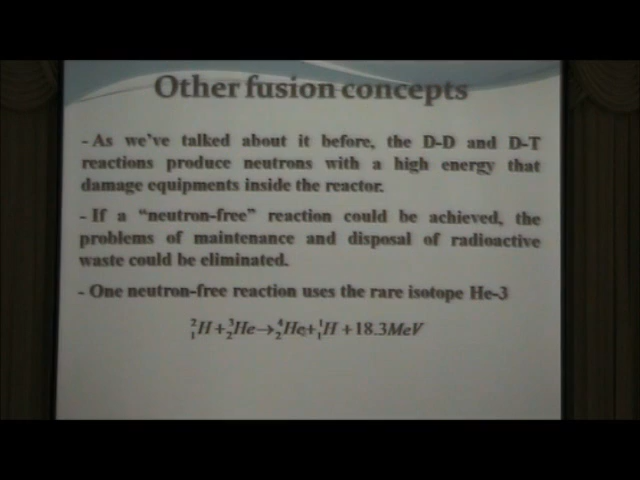 Other fusion concepts
- As we've talked about it before, the D-D and D-T
reactions produce neutrons with a high energy that
damage equipments inside the reactor.
- If a "neutron-free" reaction could be achieved, the
problems of maintenance and disposal of radioactive
waste could be eliminated.
- One neutron-free reaction uses the rare isotope He-3
²₁H + ³₂He → ⁴₂He + ¹₁H + 18.3MeV